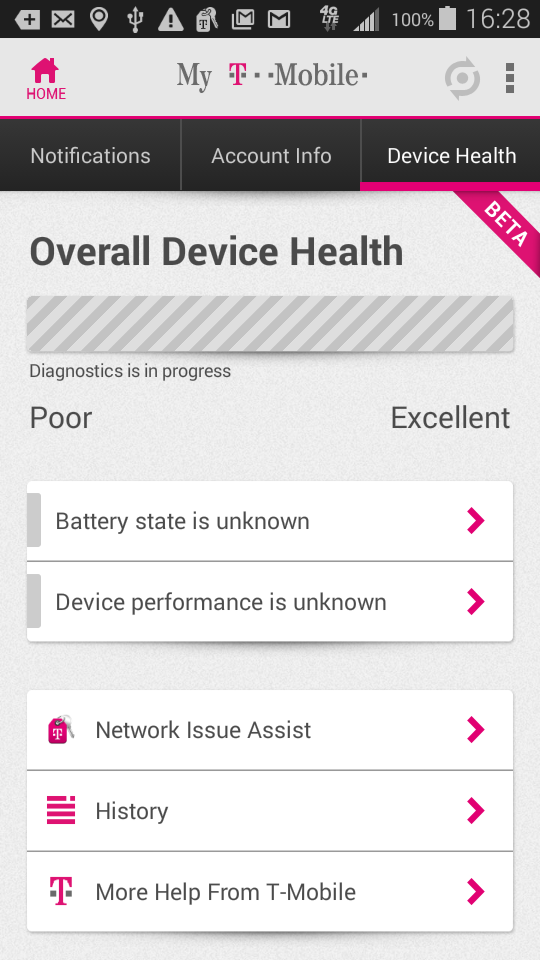 4G
LTE
100%
16:28
HOME
My T··Mobile·
Notifications
Account Info
Device Health
BETA
Overall Device Health
Diagnostics is in progress
Poor
Excellent
Battery state is unknown
Device performance is unknown
T
Network Issue Assist
History
T
More Help From T-Mobile